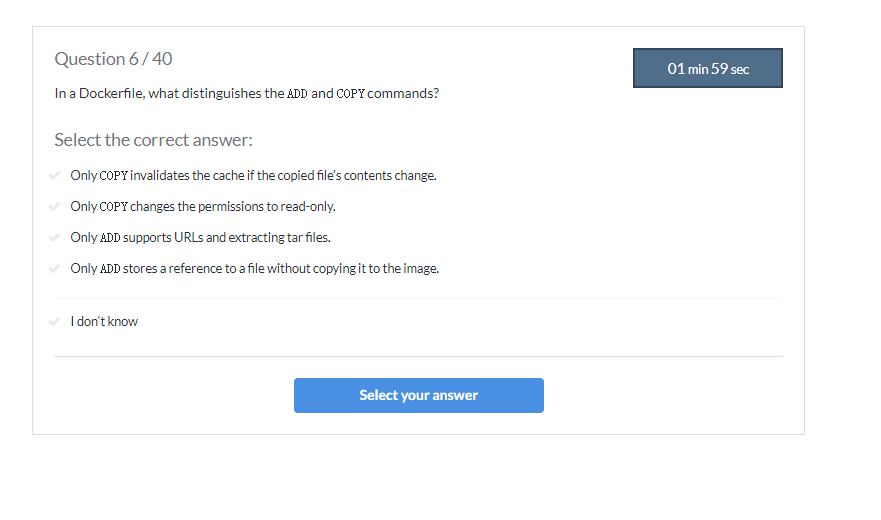 Question 6 / 40
01 min 59 sec
In a Dockerfile, what distinguishes the ADD and COPY commands?
Select the correct answer:
Only COPY invalidates the cache if the copied file's contents change.
Only COPY changes the permissions to read-only.
Only ADD supports URLs and extracting tar files.
Only ADD stores a reference to a file without copying it to the image.
I don't know
Select your answer